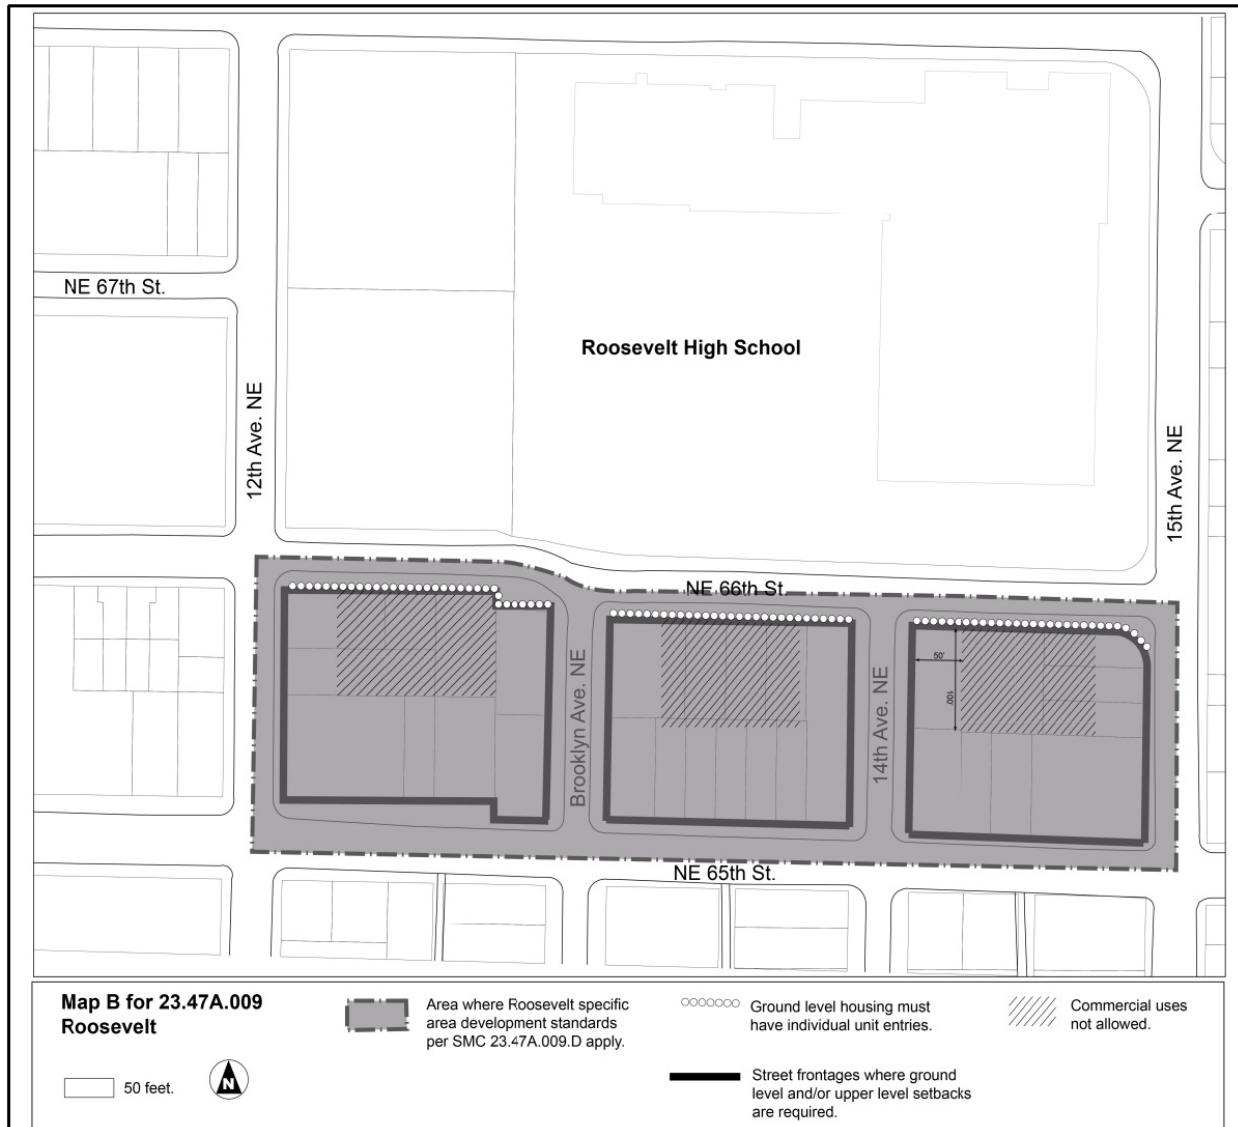 NE 67th St.
Roosevelt High School
12th Ave. NE
15th Ave. NE
NE 66th St.
50'
100'
Brooklyn Ave. NE
14th Ave. NE
NE 65th St.
Map B for 23.47A.009
Roosevelt
50 feet.
N
Area where Roosevelt specific
area development standards
per SMC 23.47A.009.D apply.
Ground level housing must
have individual unit entries.
Street frontages where ground
level and/or upper level setbacks
are required.
Commercial uses
not allowed.